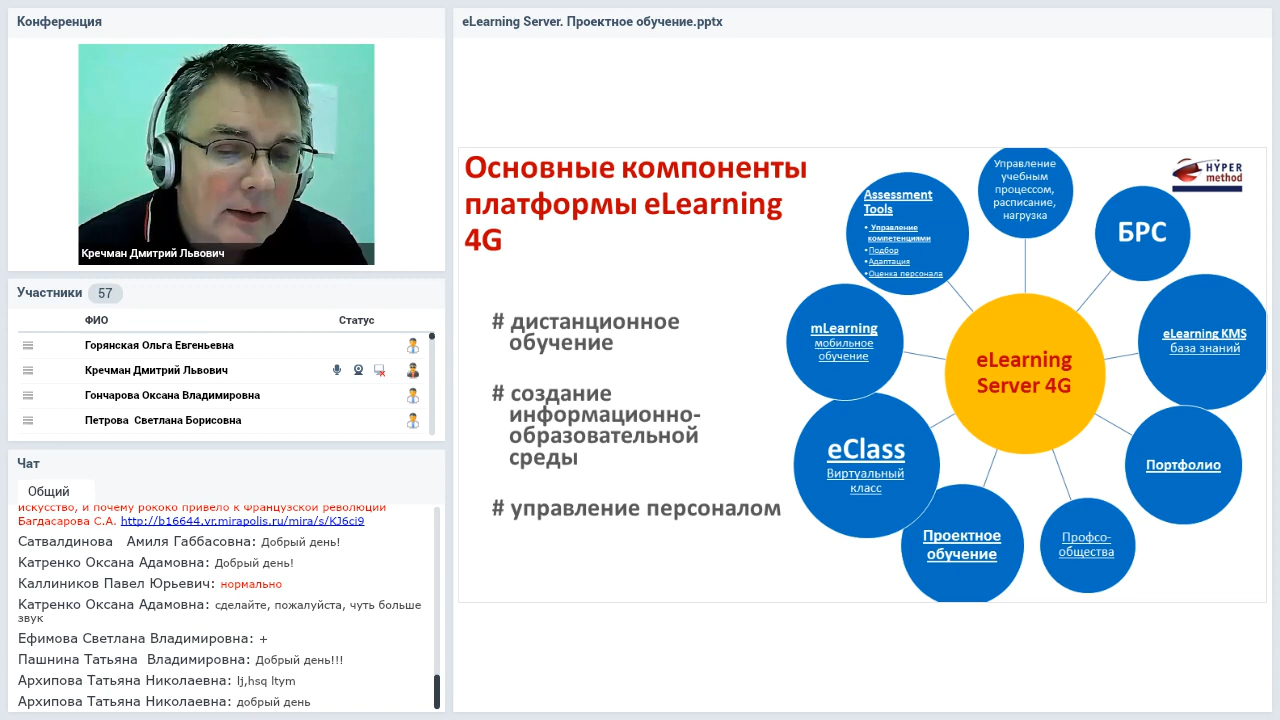 Конференция
Кречман Дмитрий Львович
Участники 57
ФИО Статус
Горянская Ольга Евгеньевна
Кречман Дмитрий Львович
Гончарова Оксана Владимировна
Петрова Светлана Борисовна
Чат
Общий
искусство, и почему рококо привело к Французской революции
Багдасарова С.А. http://b16644.vr.mirapolis.ru/mira/s/KJ6ci9
Сатвалдинова Амиля Габбасовна: Добрый день!
Катренко Оксана Адамовна: Добрый день!
Каллиников Павел Юрьевич: нормально
Катренко Оксана Адамовна: сделайте, пожалуйста, чуть больше
звук
Ефимова Светлана Владимировна: +
Пашнина Татьяна Владимировна: Добрый день!!!
Архипова Татьяна Николаевна: lj,hsq ltym
Архипова Татьяна Николаевна: добрый день
eLearning Server. Проектное обучение.pptx
Основные компоненты
платформы eLearning
4G
# дистанционное
обучение
# создание
информационно-
образовательной
среды
# управление персоналом
HYPER
method
Управление
учебным
процессом,
расписание,
нагрузка
БРС
eLearning KMS
база знаний
Портфолио
Профсо-
общества
Проектное
обучение
eClass
Виртуальный
класс
mLearning
мобильное
обучение
Assessment
Tools
• Управление
компетенциями
• Подбор
• Адаптация
• Оценка персонала
eLearning
Server 4G